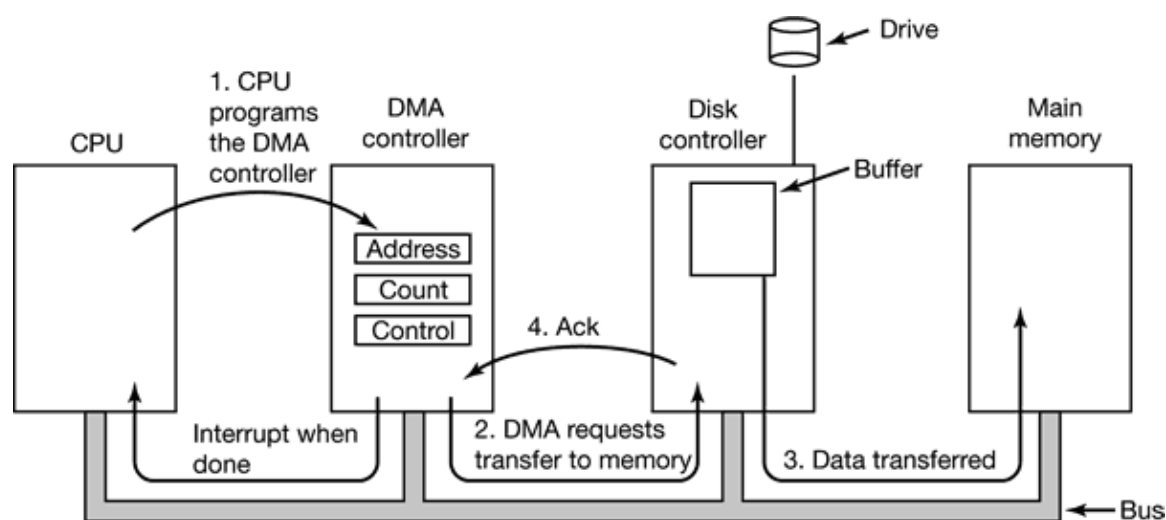 Drive
1. CPU
programs
the DMA
controller
CPU
DMA
controller
Disk
controller
Main
memory
Buffer
Address
Count
Control
4. Ack
Interrupt when
done
2. DMA requests
transfer to memory
3. Data transferred
Bus